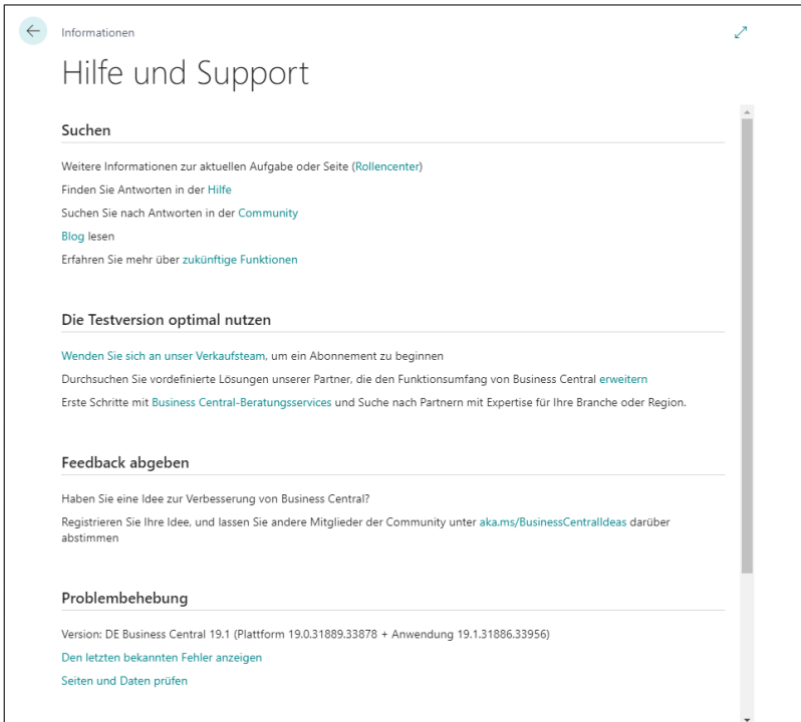 Informationen
Hilfe und Support
Suchen
Weitere Informationen zur aktuellen Aufgabe oder Seite (Rollencenter)
Finden Sie Antworten in der Hilfe
Suchen Sie nach Antworten in der Community
Blog lesen
Erfahren Sie mehr über zukünftige Funktionen
Die Testversion optimal nutzen
Wenden Sie sich an unser Verkaufsteam, um ein Abonnement zu beginnen
Durchsuchen Sie vordefinierte Lösungen unserer Partner, die den Funktionsumfang von Business Central erweitern
Erste Schritte mit Business Central-Beratungsservices und Suche nach Partnern mit Expertise für Ihre Branche oder Region.
Feedback abgeben
Haben Sie eine Idee zur Verbesserung von Business Central?
Registrieren Sie Ihre Idee, und lassen Sie andere Mitglieder der Community unter aka.ms/BusinessCentralIdeas darüber
abstimmen
Problembehebung
Version: DE Business Central 19.1 (Plattform 19.0.31889.33878 + Anwendung 19.1.31886.33956)
Den letzten bekannten Fehler anzeigen
Seiten und Daten prüfen